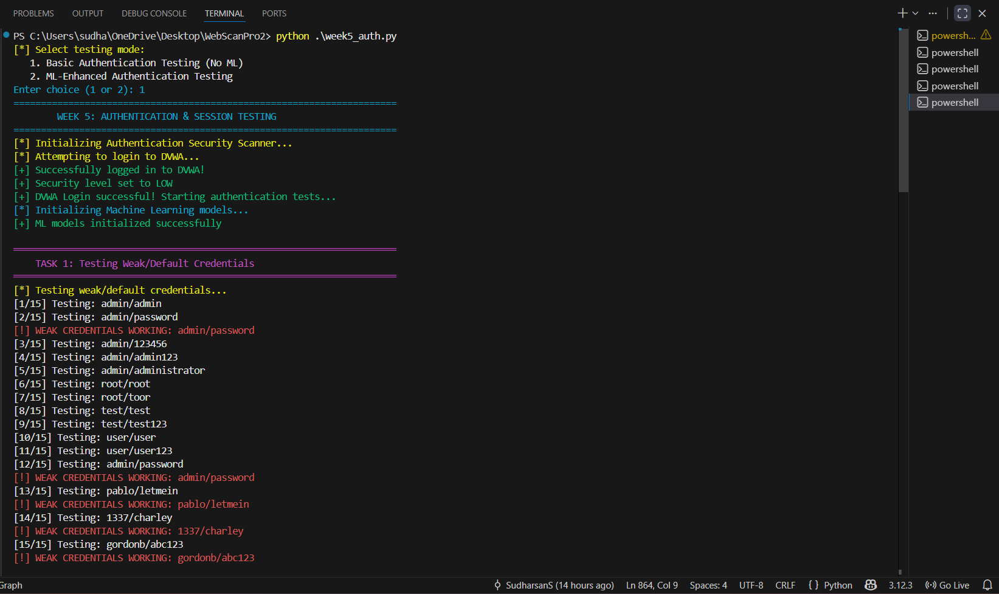 PROBLEMS OUTPUT DEBUG CONSOLE TERMINAL PORTS
PS C:\Users\sudha\OneDrive\Desktop\WebScanPro2> python .\week5_auth.py
[*] Select testing mode:
1. Basic Authentication Testing (No ML)
2. ML-Enhanced Authentication Testing
Enter choice (1 or 2): 1
======================================================================
WEEK 5: AUTHENTICATION & SESSION TESTING
======================================================================
[*] Initializing Authentication Security Scanner...
[*] Attempting to login to DVWA...
[+] Successfully logged in to DVWA!
[+] Security level set to LOW
[+] DVWA Login successful! Starting authentication tests...
[*] Initializing Machine Learning models...
[+] ML models initialized successfully
======================================================================
TASK 1: Testing Weak/Default Credentials
======================================================================
[*] Testing weak/default credentials...
[1/15] Testing: admin/admin
[2/15] Testing: admin/password
[!] WEAK CREDENTIALS WORKING: admin/password
[3/15] Testing: admin/123456
[4/15] Testing: admin/admin123
[5/15] Testing: admin/administrator
[6/15] Testing: root/root
[7/15] Testing: root/toor
[8/15] Testing: test/test
[9/15] Testing: test/test123
[10/15] Testing: user/user
[11/15] Testing: user/user123
[12/15] Testing: admin/password
[!] WEAK CREDENTIALS WORKING: admin/password
[13/15] Testing: pablo/letmein
[!] WEAK CREDENTIALS WORKING: pablo/letmein
[14/15] Testing: 1337/charley
[!] WEAK CREDENTIALS WORKING: 1337/charley
[15/15] Testing: gordonb/abc123
[!] WEAK CREDENTIALS WORKING: gordonb/abc123
powersh...
powershell
powershell
powershell
powershell
Graph SudharsanS (14 hours ago) Ln 864, Col 9 Spaces: 4 UTF-8 CRLF { } Python 3.12.3 Go Live